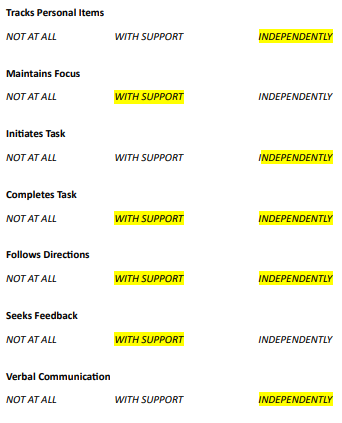 Tracks Personal Items
NOT AT ALL WITH SUPPORT INDEPENDENTLY
Maintains Focus
NOT AT ALL WITH SUPPORT INDEPENDENTLY
Initiates Task
NOT AT ALL WITH SUPPORT INDEPENDENTLY
Completes Task
NOT AT ALL WITH SUPPORT INDEPENDENTLY
Follows Directions
NOT AT ALL WITH SUPPORT INDEPENDENTLY
Seeks Feedback
NOT AT ALL WITH SUPPORT INDEPENDENTLY
Verbal Communication
NOT AT ALL WITH SUPPORT INDEPENDENTLY